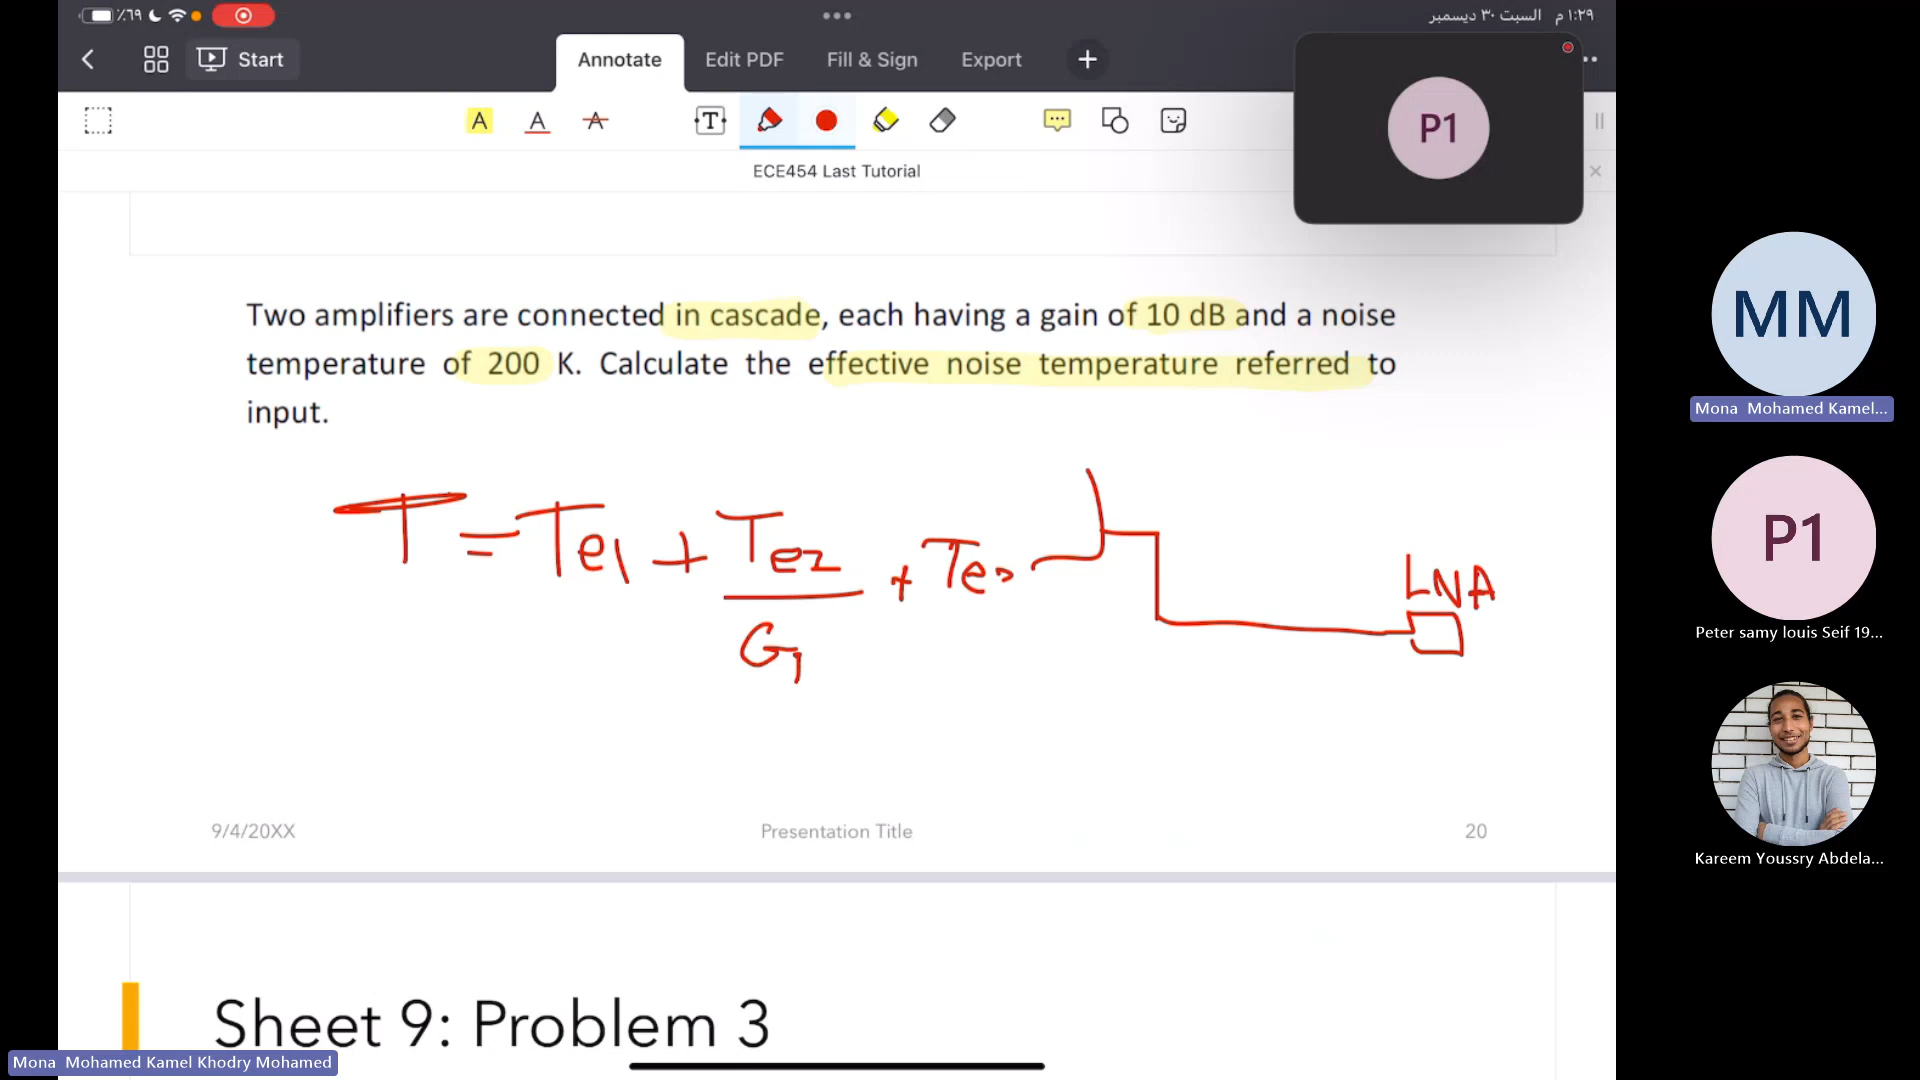 ٪٦٩
١:٢٩ م السبت ٣٠ ديسمبر
Start
Annotate
Edit PDF
Fill & Sign
Export
A A A T
ECE454 Last Tutorial
P1
Two amplifiers are connected in cascade, each having a gain of 10 dB and a noise
temperature of 200 K. Calculate the effective noise temperature referred to
input.
T = Te1 + Te2 / G1 + Te
LNA
9/4/20XX
Presentation Title
20
Sheet 9: Problem 3
Mona Mohamed Kamel Khodry Mohamed
MM
Mona Mohamed Kamel...
P1
Peter samy louis Seif 19...
Kareem Youssry Abdela...